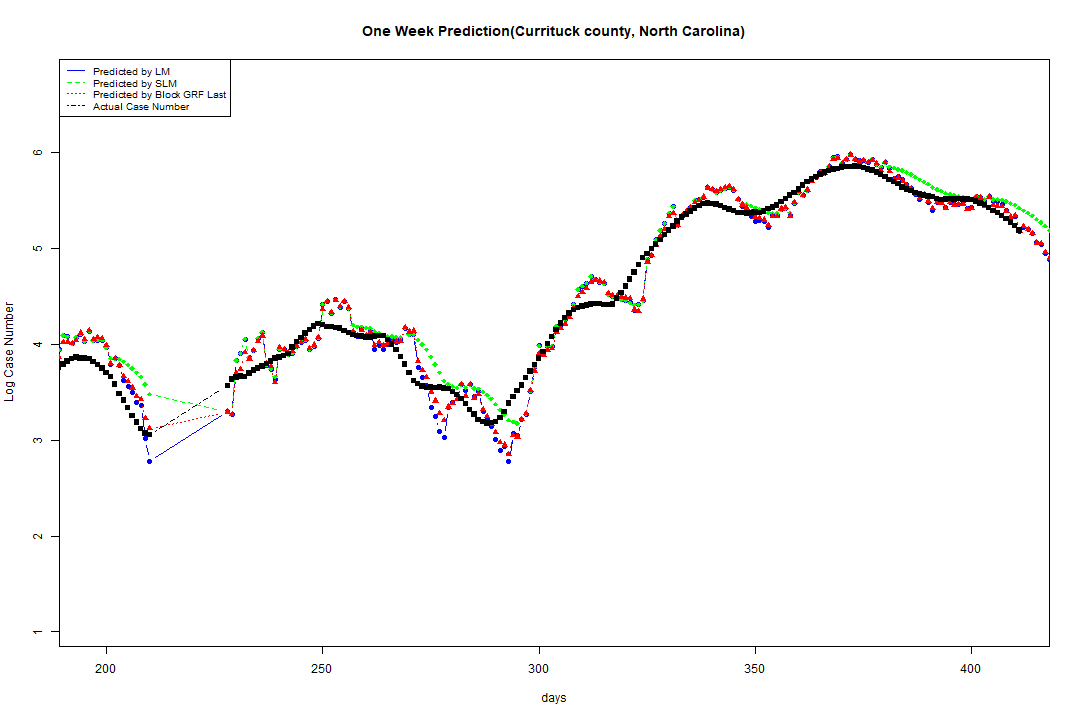 One Week Prediction(Currituck county, North Carolina)
Predicted by LM
Predicted by SLM
Predicted by Block GRF Last
Actual Case Number
6
5
4
3
2
1
Log Case Number
200 250 300 350 400
days